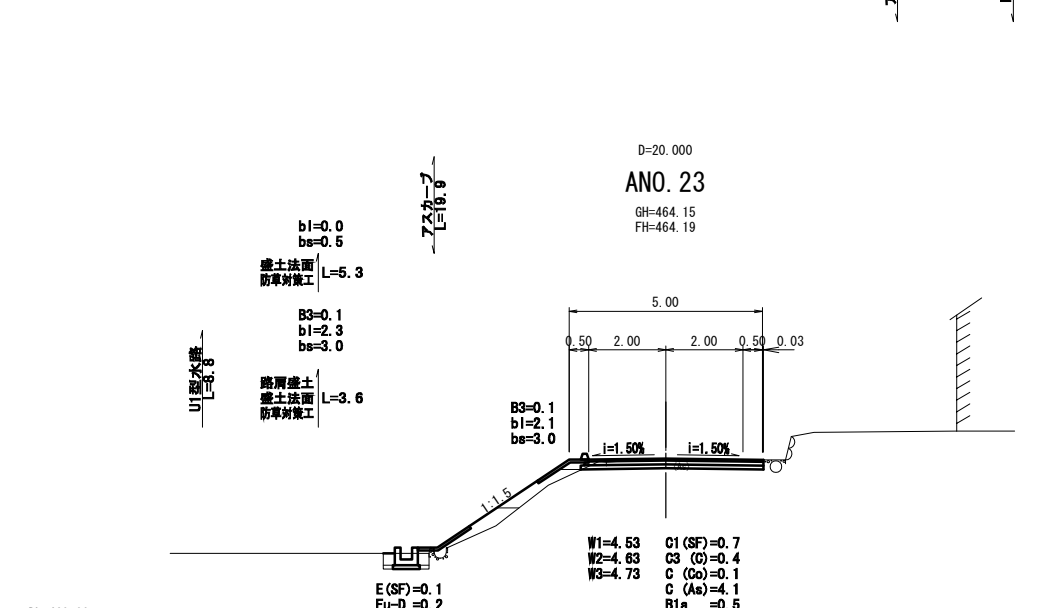 D=20.000
ANO.23
GH=464.15
FH=464.19
アスカーブ
L=19.9
bl=0.0
bs=0.5
盛土法面
防草対策工
L=5.3
B3=0.1
bl=2.3
bs=3.0
U1型水路
L=8.8
路肩盛土
盛土法面
防草対策工
L=3.6
5.00
0.50 2.00 2.00 0.50 0.03
B3=0.1
bl=2.1
bs=3.0
i=1.50% i=1.50%
(As)
1:1.5
W1=4.53
W2=4.63
W3=4.73
C1(SF)=0.7
C3 (C)=0.4
C (Co)=0.1
C (As)=4.1
B1a =0.5
E(SF)=0.1
Fu-D =0.2